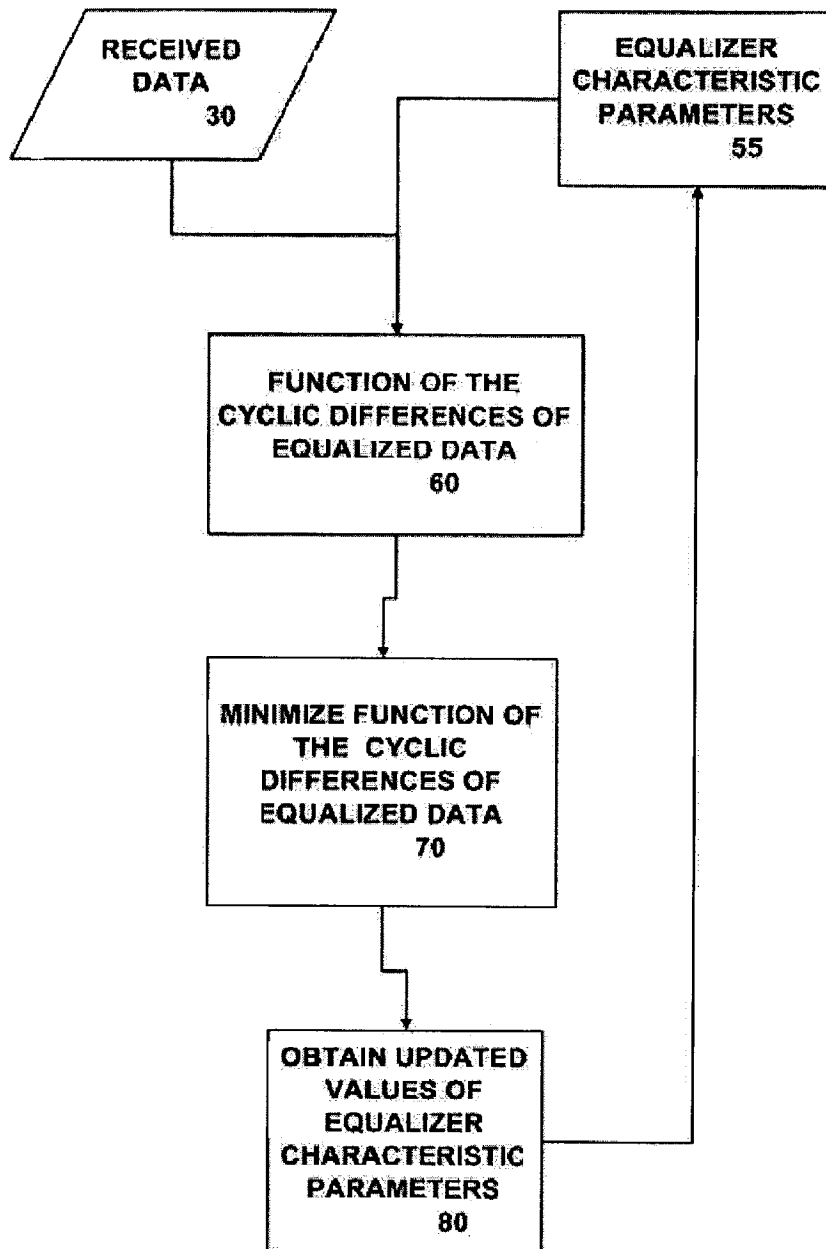 RECEIVED
DATA
30
EQUALIZER
CHARACTERISTIC
PARAMETERS
55
FUNCTION OF THE
CYCLIC DIFFERENCES OF
EQUALIZED DATA
60
MINIMIZE FUNCTION OF
THE CYCLIC
DIFFERENCES OF
EQUALIZED DATA
70
OBTAIN UPDATED
VALUES OF
EQUALIZER
CHARACTERISTIC
PARAMETERS
80